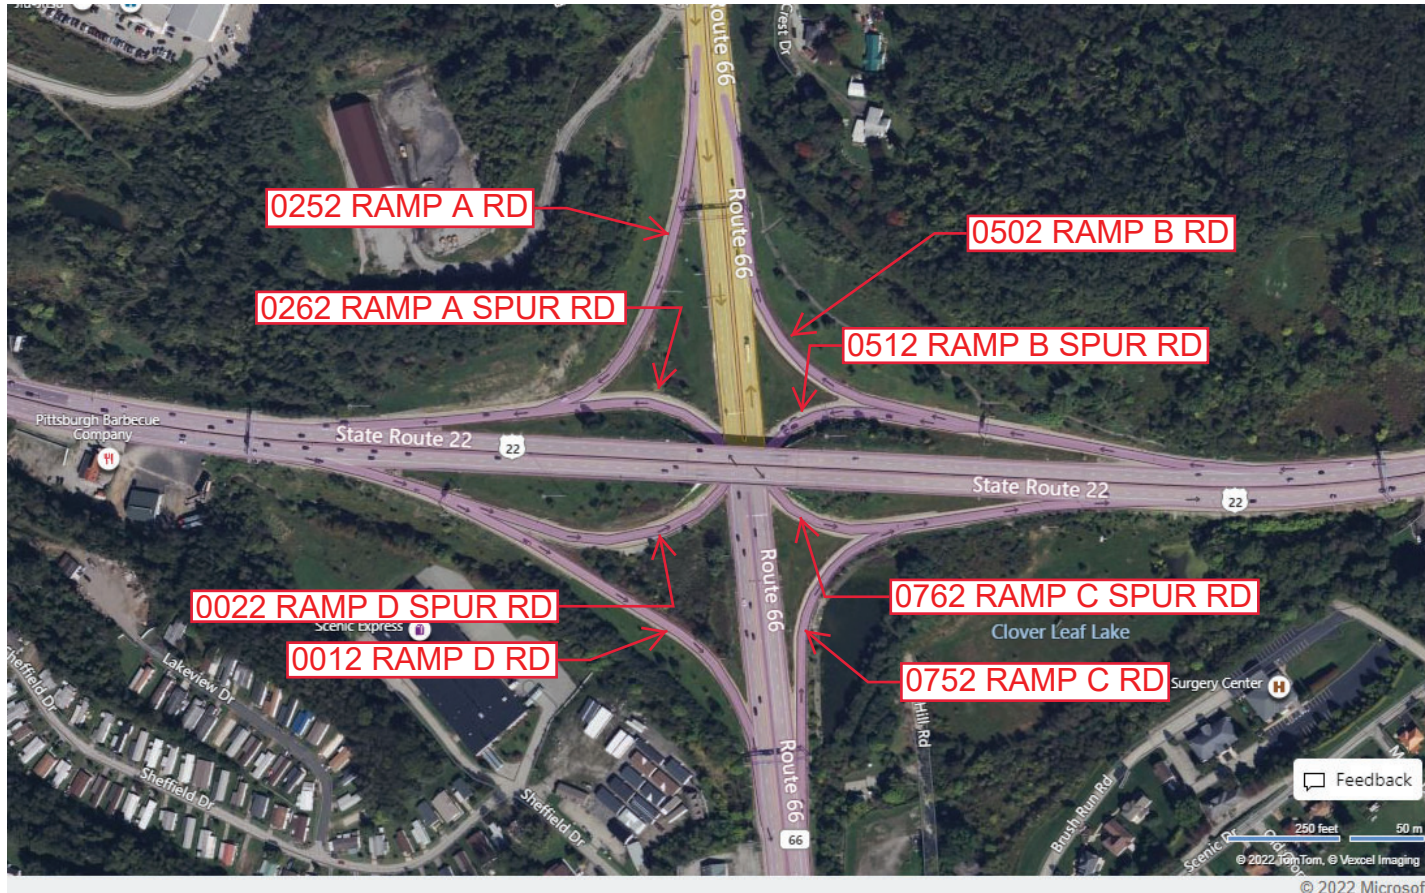 Route 66
Crest Dr
0252 RAMP A RD
Route 66
0502 RAMP B RD
0262 RAMP A SPUR RD
0512 RAMP B SPUR RD
Pittsburgh Barbecue
Company
State Route 22
22
State Route 22
22
Route 66
0022 RAMP D SPUR RD
0762 RAMP C SPUR RD
Scenic Express
Clover Leaf Lake
0012 RAMP D RD
0752 RAMP C RD
Surgery Center
H
Sheffield Dr
Lakeview Dr
Hill Rd
Route 66
Sheffield Dr
Sheffield Dr
Brush Run Rd
Feedback
66
Scenic Dr
250 feet
50 m
© 2022 TomTom, © Vexcel Imaging
© 2022 Microsof